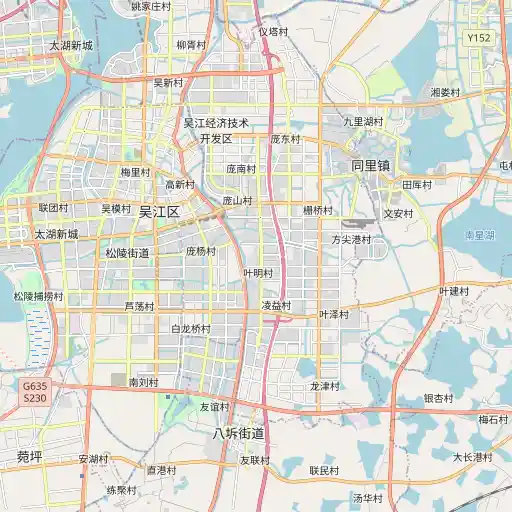 姚家庄村
仪塔村
柳胥村
太湖新城
Y152
吴新村
湘娄村
吴江经济技术
开发区
九里湖村
庞东村
梅里村
庞南村
同里镇
屯村
高新村
田厍村
联团村
吴模村
吴江区
庞山村
栅桥村
文安村
太湖新城
方尖港村
南星湖
松陵街道
庞杨村
叶明村
松陵捕捞村
芦荡村
凌益村
叶泽村
叶建村
白龙桥村
南刘村
龙津村
G635
S230
友谊村
银杏村
梅石村
八坼街道
菀坪
安湖村
直港村
友联村
联民村
大长港村
练聚村
汤华村